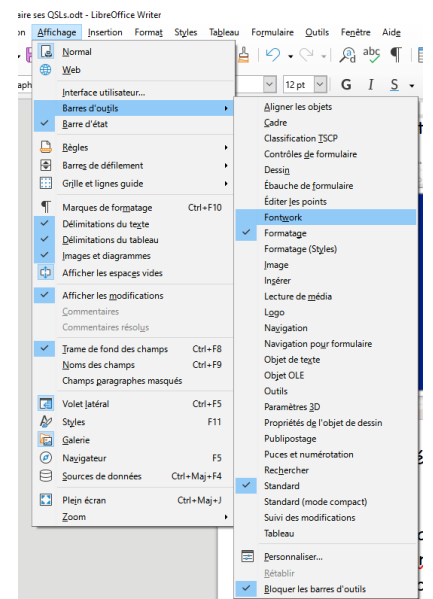 aire ses QSLs.odt - LibreOffice Writer
on Affichage Insertion Format Styles Tableau Formulaire Outils Fenêtre Aide
12 pt G I S
Normal
Web
Interface utilisateur...
Barres d'outils
Barre d'état
Règles
Barres de défilement
Grille et lignes guide
Marques de formatage Ctrl+F10
Délimitations du texte
Délimitations du tableau
Images et diagrammes
Afficher les espaces vides
Afficher les modifications
Commentaires
Commentaires résolus
Trame de fond des champs Ctrl+F8
Noms des champs Ctrl+F9
Champs paragraphes masqués
Volet latéral Ctrl+F5
Styles F11
Galerie
Navigateur F5
Sources de données Ctrl+Maj+F4
Plein écran Ctrl+Maj+J
Zoom
Aligner les objets
Cadre
Classification TSCP
Contrôles de formulaire
Dessin
Ébauche de formulaire
Éditer les points
Fontwork
Formatage
Formatage (Styles)
Image
Insérer
Lecture de média
Logo
Navigation
Navigation pour formulaire
Objet de texte
Objet OLE
Outils
Paramètres 3D
Propriétés de l'objet de dessin
Publipostage
Puces et numérotation
Rechercher
Standard
Standard (mode compact)
Suivi des modifications
Tableau
Personnaliser...
Rétablir
Bloquer les barres d'outils